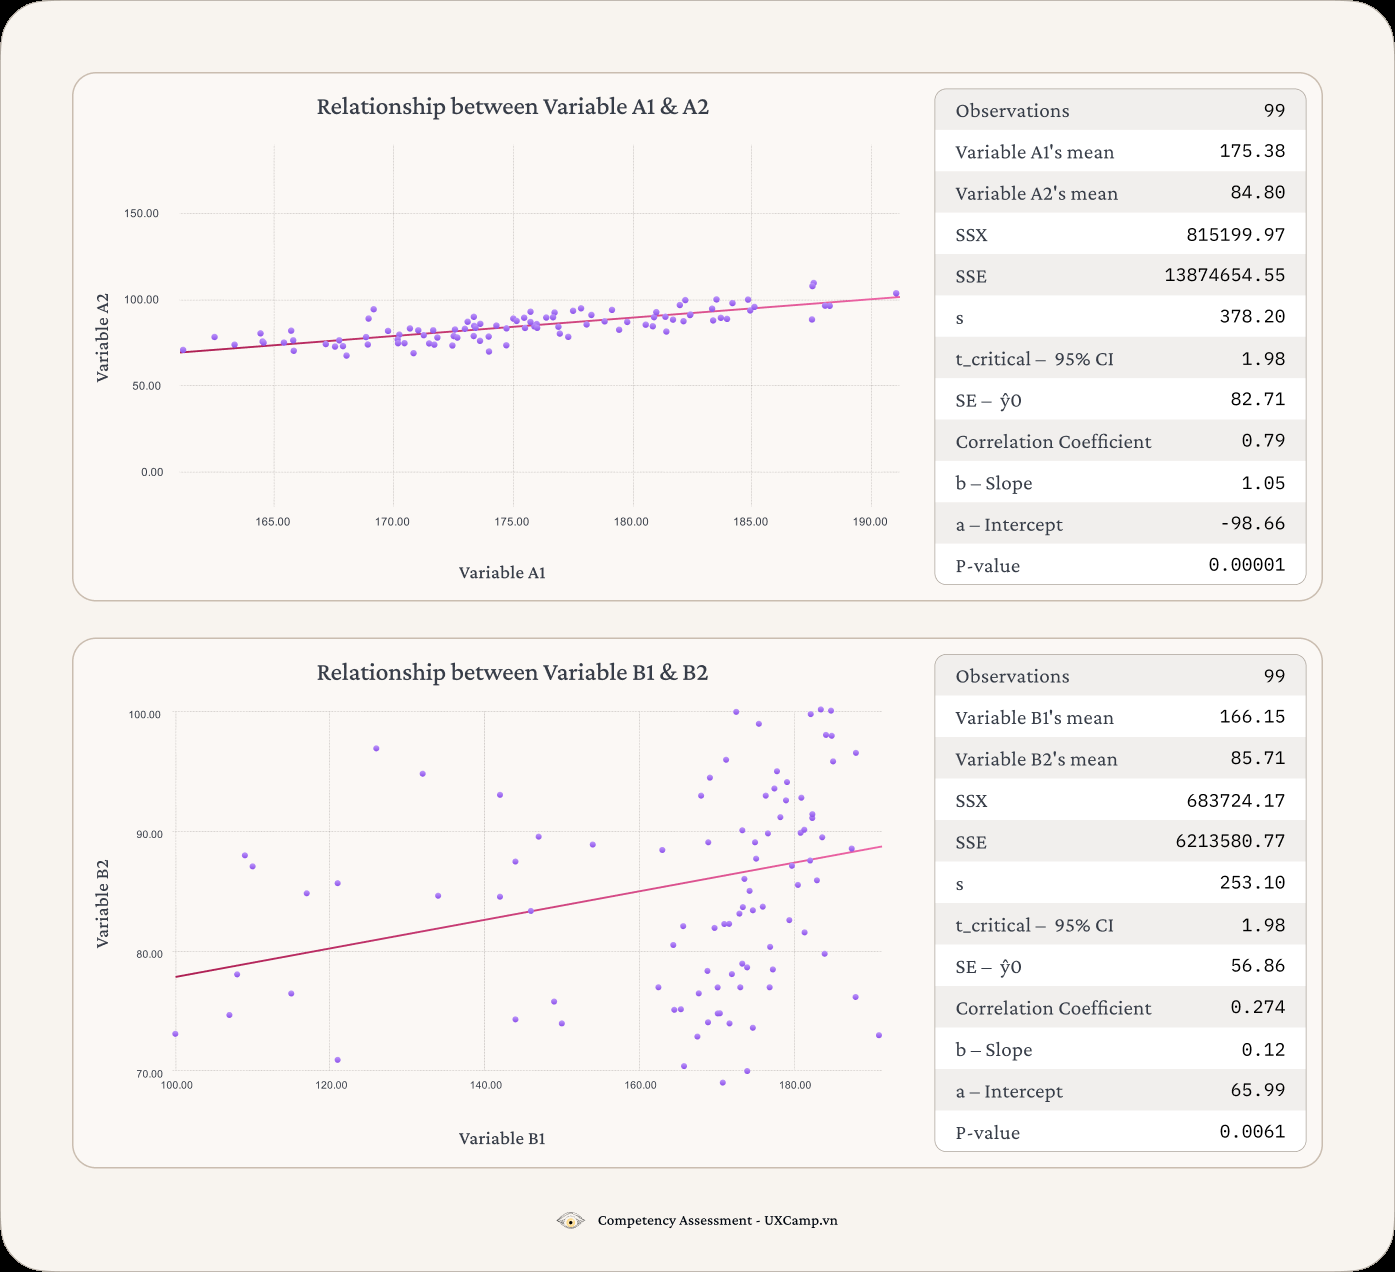 Relationship between Variable A1 & A2
Variable A2
150.00
100.00
50.00
0.00
165.00 170.00 175.00 180.00 185.00 190.00
Variable A1
Observations 99
Variable A1's mean 175.38
Variable A2's mean 84.80
SSX 815199.97
SSE 13874654.55
s 378.20
t_critical – 95% CI 1.98
SE – ŷ0 82.71
Correlation Coefficient 0.79
b – Slope 1.05
a – Intercept -98.66
P-value 0.00001
Relationship between Variable B1 & B2
Variable B2
100.00
90.00
80.00
70.00
100.00 120.00 140.00 160.00 180.00
Variable B1
Observations 99
Variable B1's mean 166.15
Variable B2's mean 85.71
SSX 683724.17
SSE 6213580.77
s 253.10
t_critical – 95% CI 1.98
SE – ŷ0 56.86
Correlation Coefficient 0.274
b – Slope 0.12
a – Intercept 65.99
P-value 0.0061
Competency Assessment - UXCamp.vn